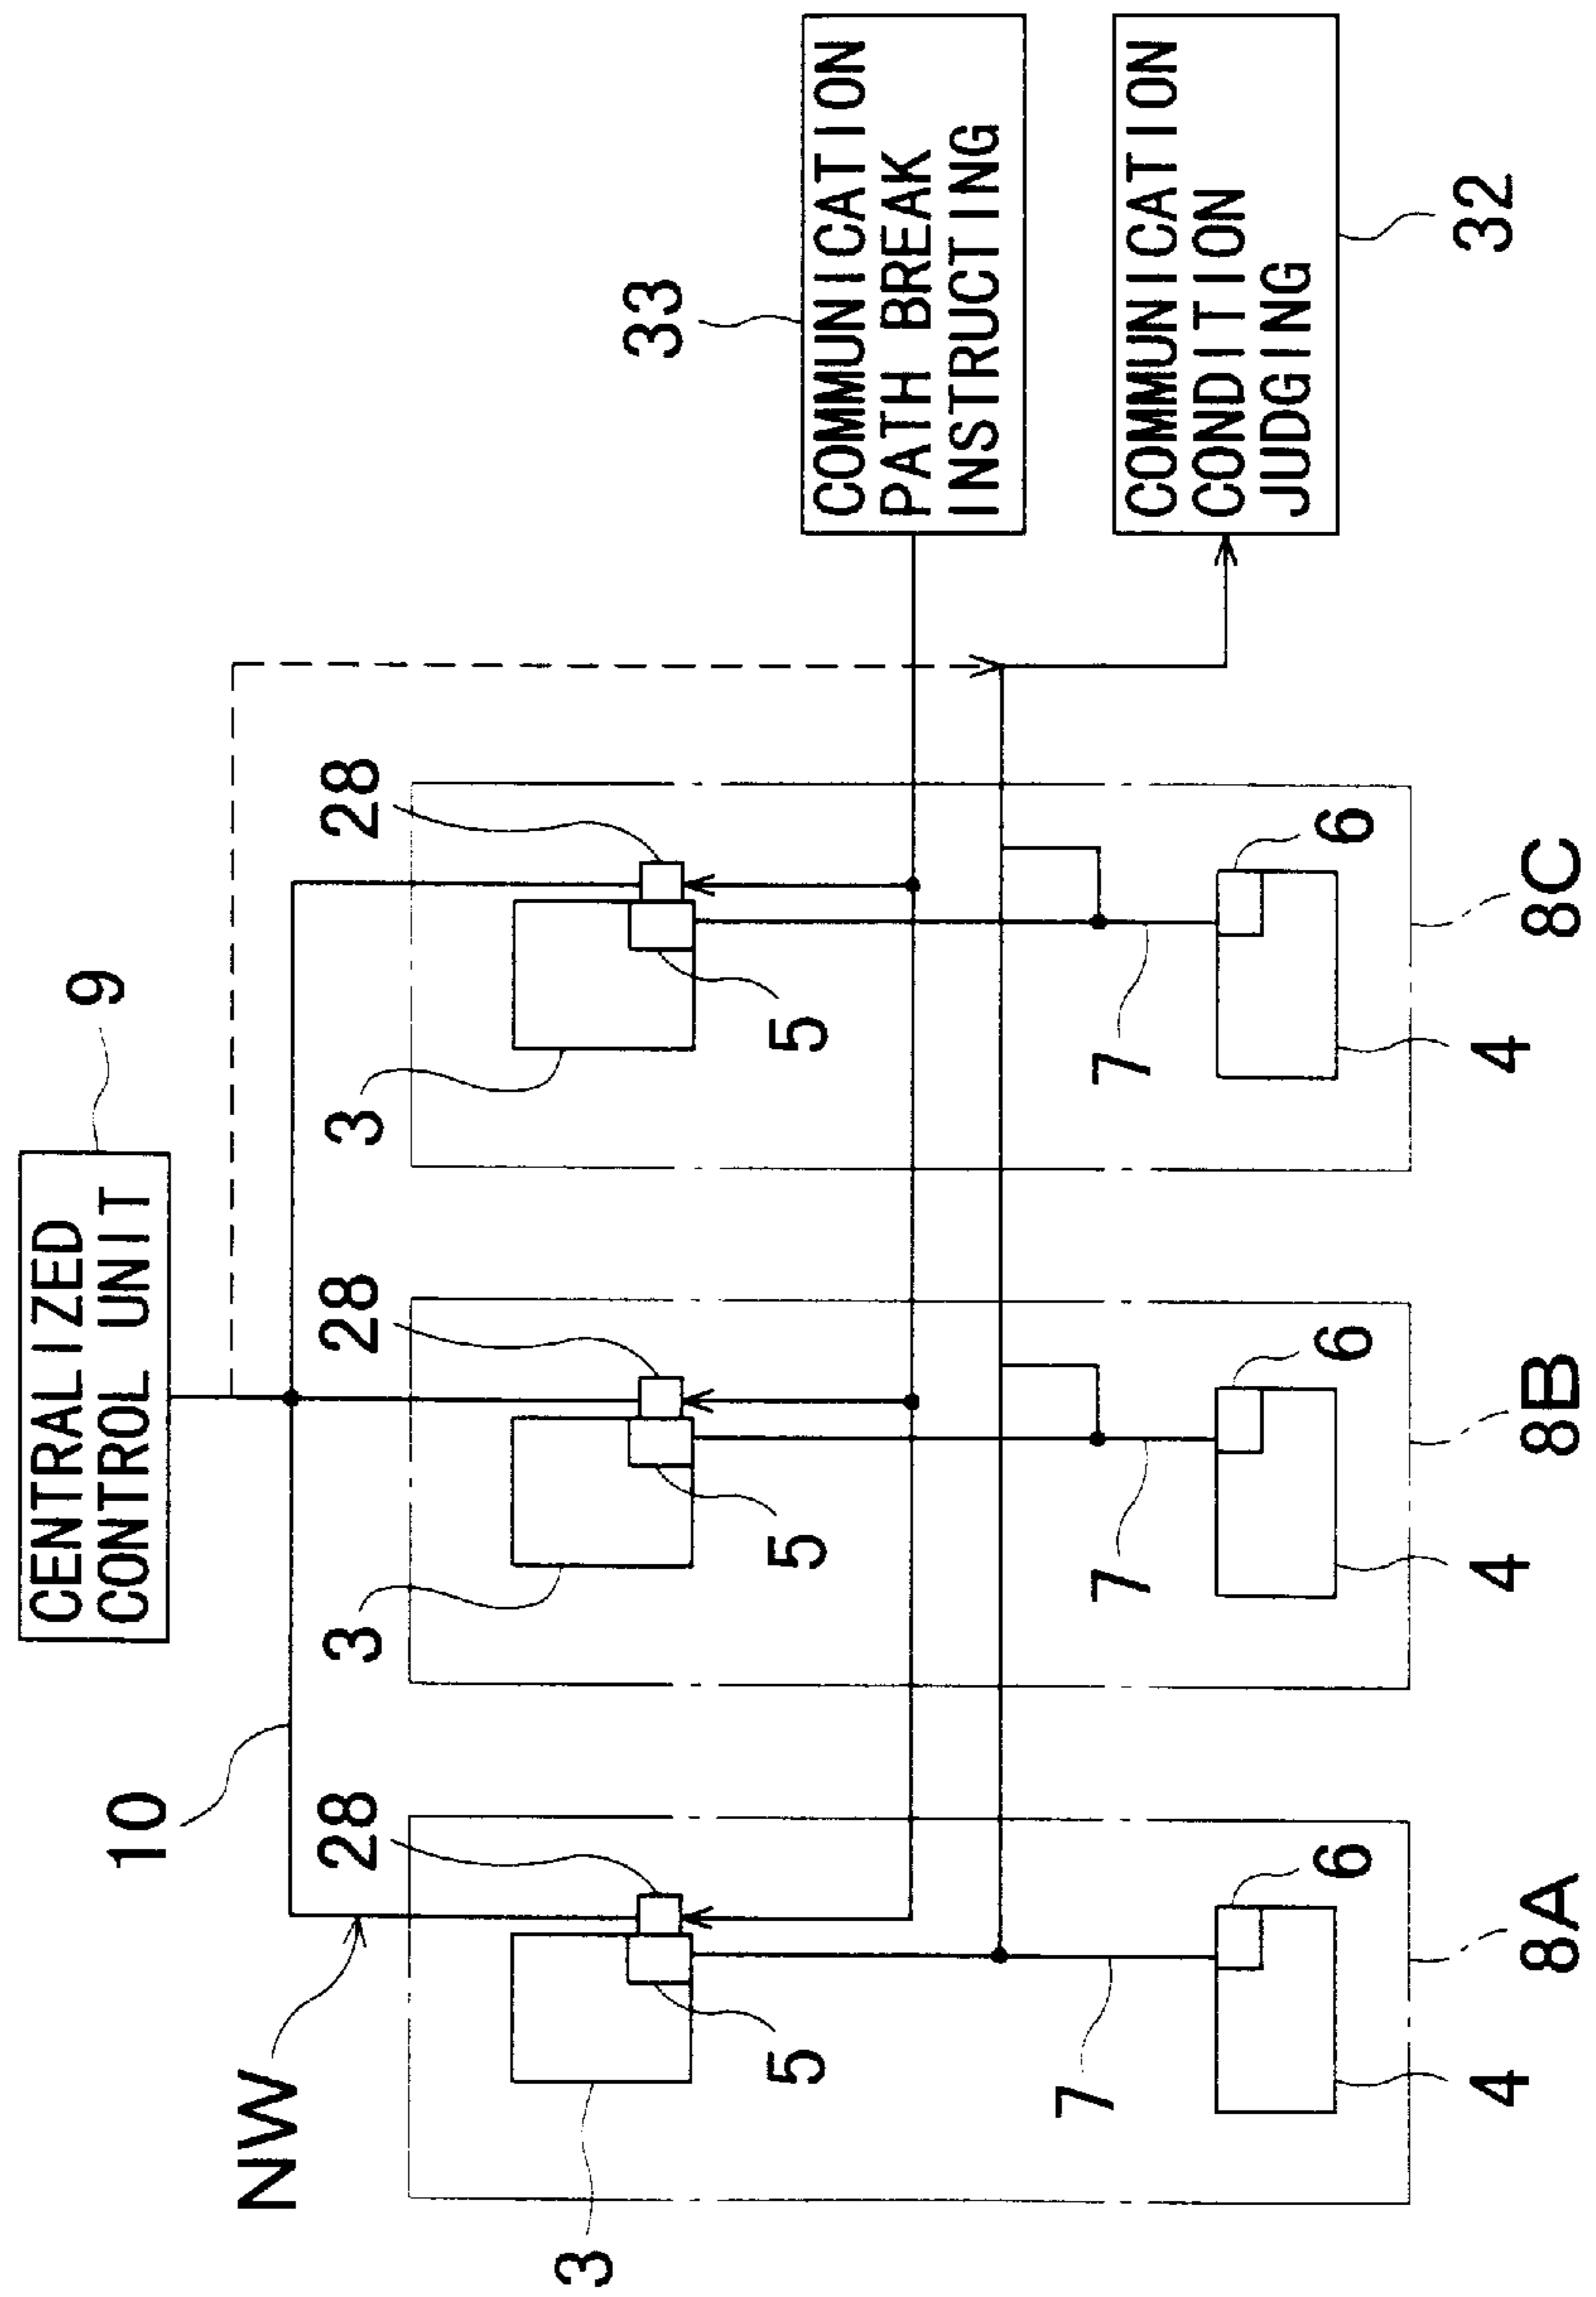 CENTRALIZED
CONTROL UNIT
9
10
NW
28
3
28
3
28
3
33
5
5
5
COMMUNICATION
PATH BREAK
INSTRUCTING
7
7
7
COMMUNICATION
CONDITION
JUDGING
6
6
6
4
4
4
32
8A
8B
8C